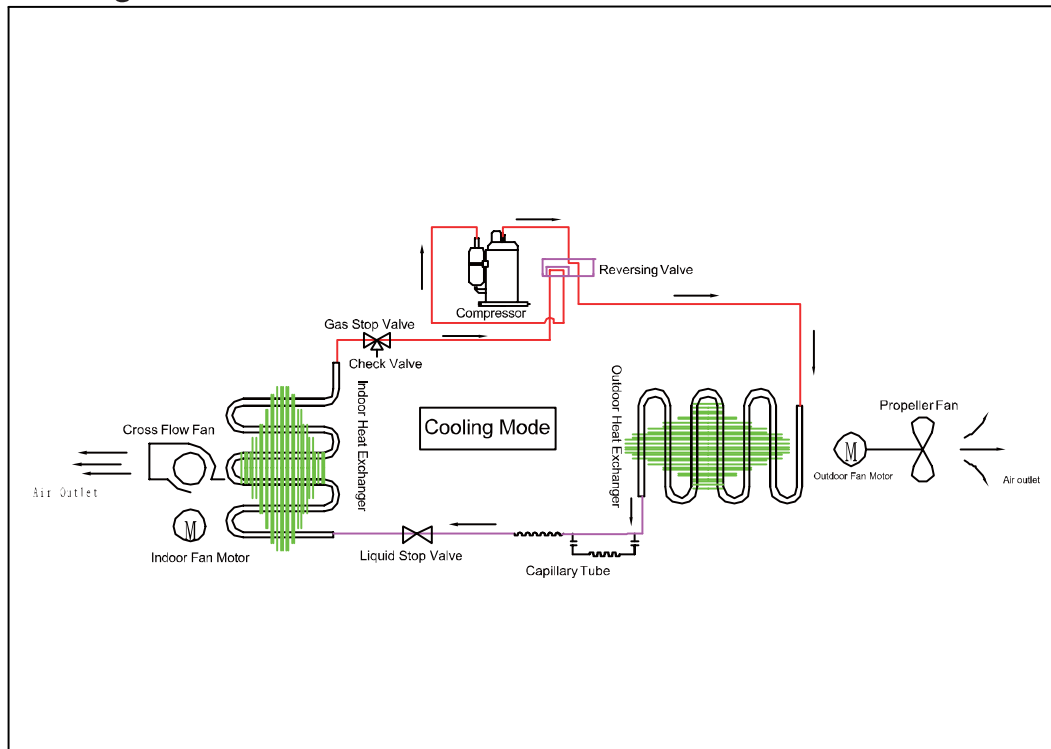 Reversing Valve
Compressor
Gas Stop Valve
Check Valve
Indoor Heat Exchanger
Outdoor Heat Exchanger
Cooling Mode
Cross Flow Fan
Air Outlet
M
Indoor Fan Motor
Liquid Stop Valve
Capillary Tube
Propeller Fan
M
Outdoor Fan Motor
Air outlet